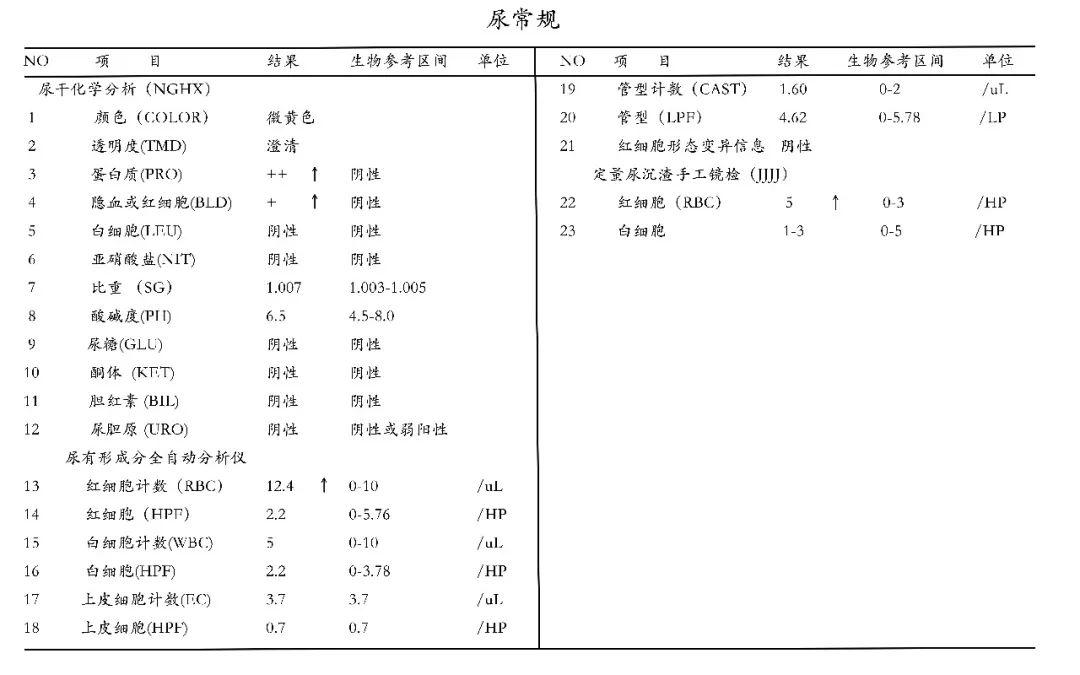 尿常规
NO 项 目 结果 生物参考区间 单位
尿干化学分析（NGHX）
1 颜色（COLOR） 微黄色
2 透明度(TMD) 澄清
3 蛋白质(PRO) ++ ↑ 阴性
4 隐血或红细胞(BLD) + ↑ 阴性
5 白细胞(LEU) 阴性 阴性
6 亚硝酸盐(NIT) 阴性 阴性
7 比重（SG） 1.007 1.003-1.005
8 酸碱度(PH) 6.5 4.5-8.0
9 尿糖(GLU) 阴性 阴性
10 酮体（KET) 阴性 阴性
11 胆红素（BIL) 阴性 阴性
12 尿胆原（URO) 阴性 阴性或弱阳性
尿有形成分全自动分析仪
13 红细胞计数（RBC） 12.4 ↑ 0-10 /uL
14 红细胞（HPF） 2.2 0-5.76 /HP
15 白细胞计数(WBC) 5 0-10 /uL
16 白细胞(HPF) 2.2 0-3.78 /HP
17 上皮细胞计数(EC) 3.7 3.7 /uL
18 上皮细胞(HPF) 0.7 0.7 /HP
NO 项 目 结果 生物参考区间 单位
19 管型计数（CAST） 1.60 0-2 /uL
20 管型（LPF） 4.62 0-5.78 /LP
21 红细胞形态变异信息 阴性
定量尿沉渣手工镜检（JJJJ）
22 红细胞（RBC） 5 ↑ 0-3 /HP
23 白细胞 1-3 0-5 /HP